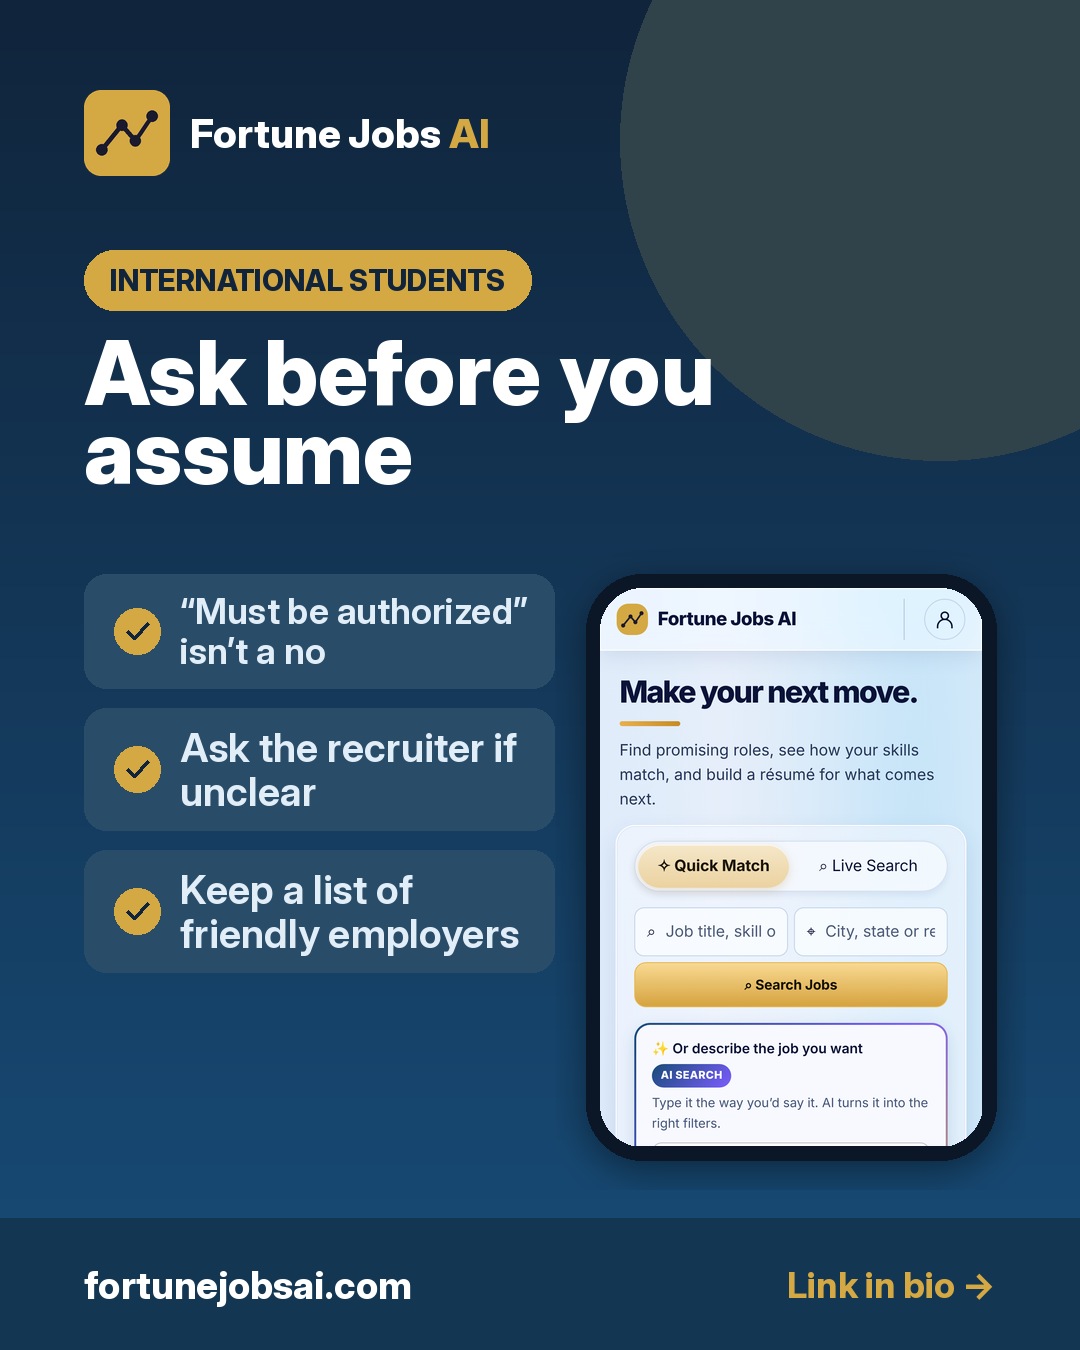 Fortune Jobs AI
INTERNATIONAL STUDENTS
Ask before you
assume
“Must be authorized”
isn’t a no
Ask the recruiter if
unclear
Keep a list of
friendly employers
Fortune Jobs AI
Make your next move.
Find promising roles, see how your skills
match, and build a résumé for what comes
next.
Quick Match
Live Search
Job title, skill o
City, state or re
Search Jobs
✨ Or describe the job you want
AI SEARCH
Type it the way you’d say it. AI turns it into the
right filters.
fortunejobsai.com
Link in bio →